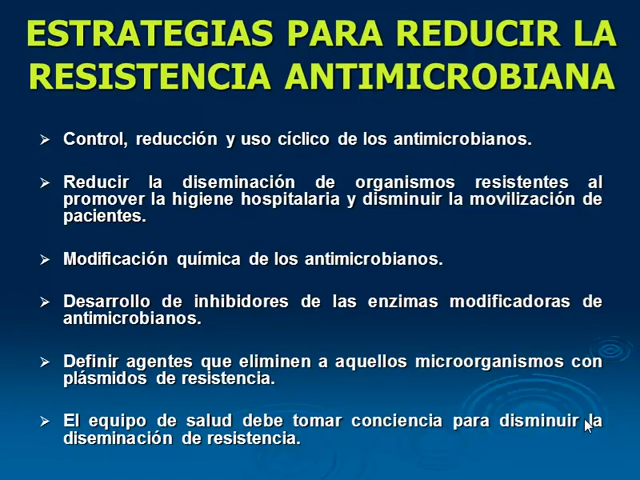 ESTRATEGIAS PARA REDUCIR LA
RESISTENCIA ANTIMICROBIANA
Control, reducción y uso cíclico de los antimicrobianos.
Reducir la diseminación de organismos resistentes al
promover la higiene hospitalaria y disminuir la movilización de
pacientes.
Modificación química de los antimicrobianos.
Desarrollo de inhibidores de las enzimas modificadoras de
antimicrobianos.
Definir agentes que eliminen a aquellos microorganismos con
plásmidos de resistencia.
El equipo de salud debe tomar conciencia para disminuir la
diseminación de resistencia.